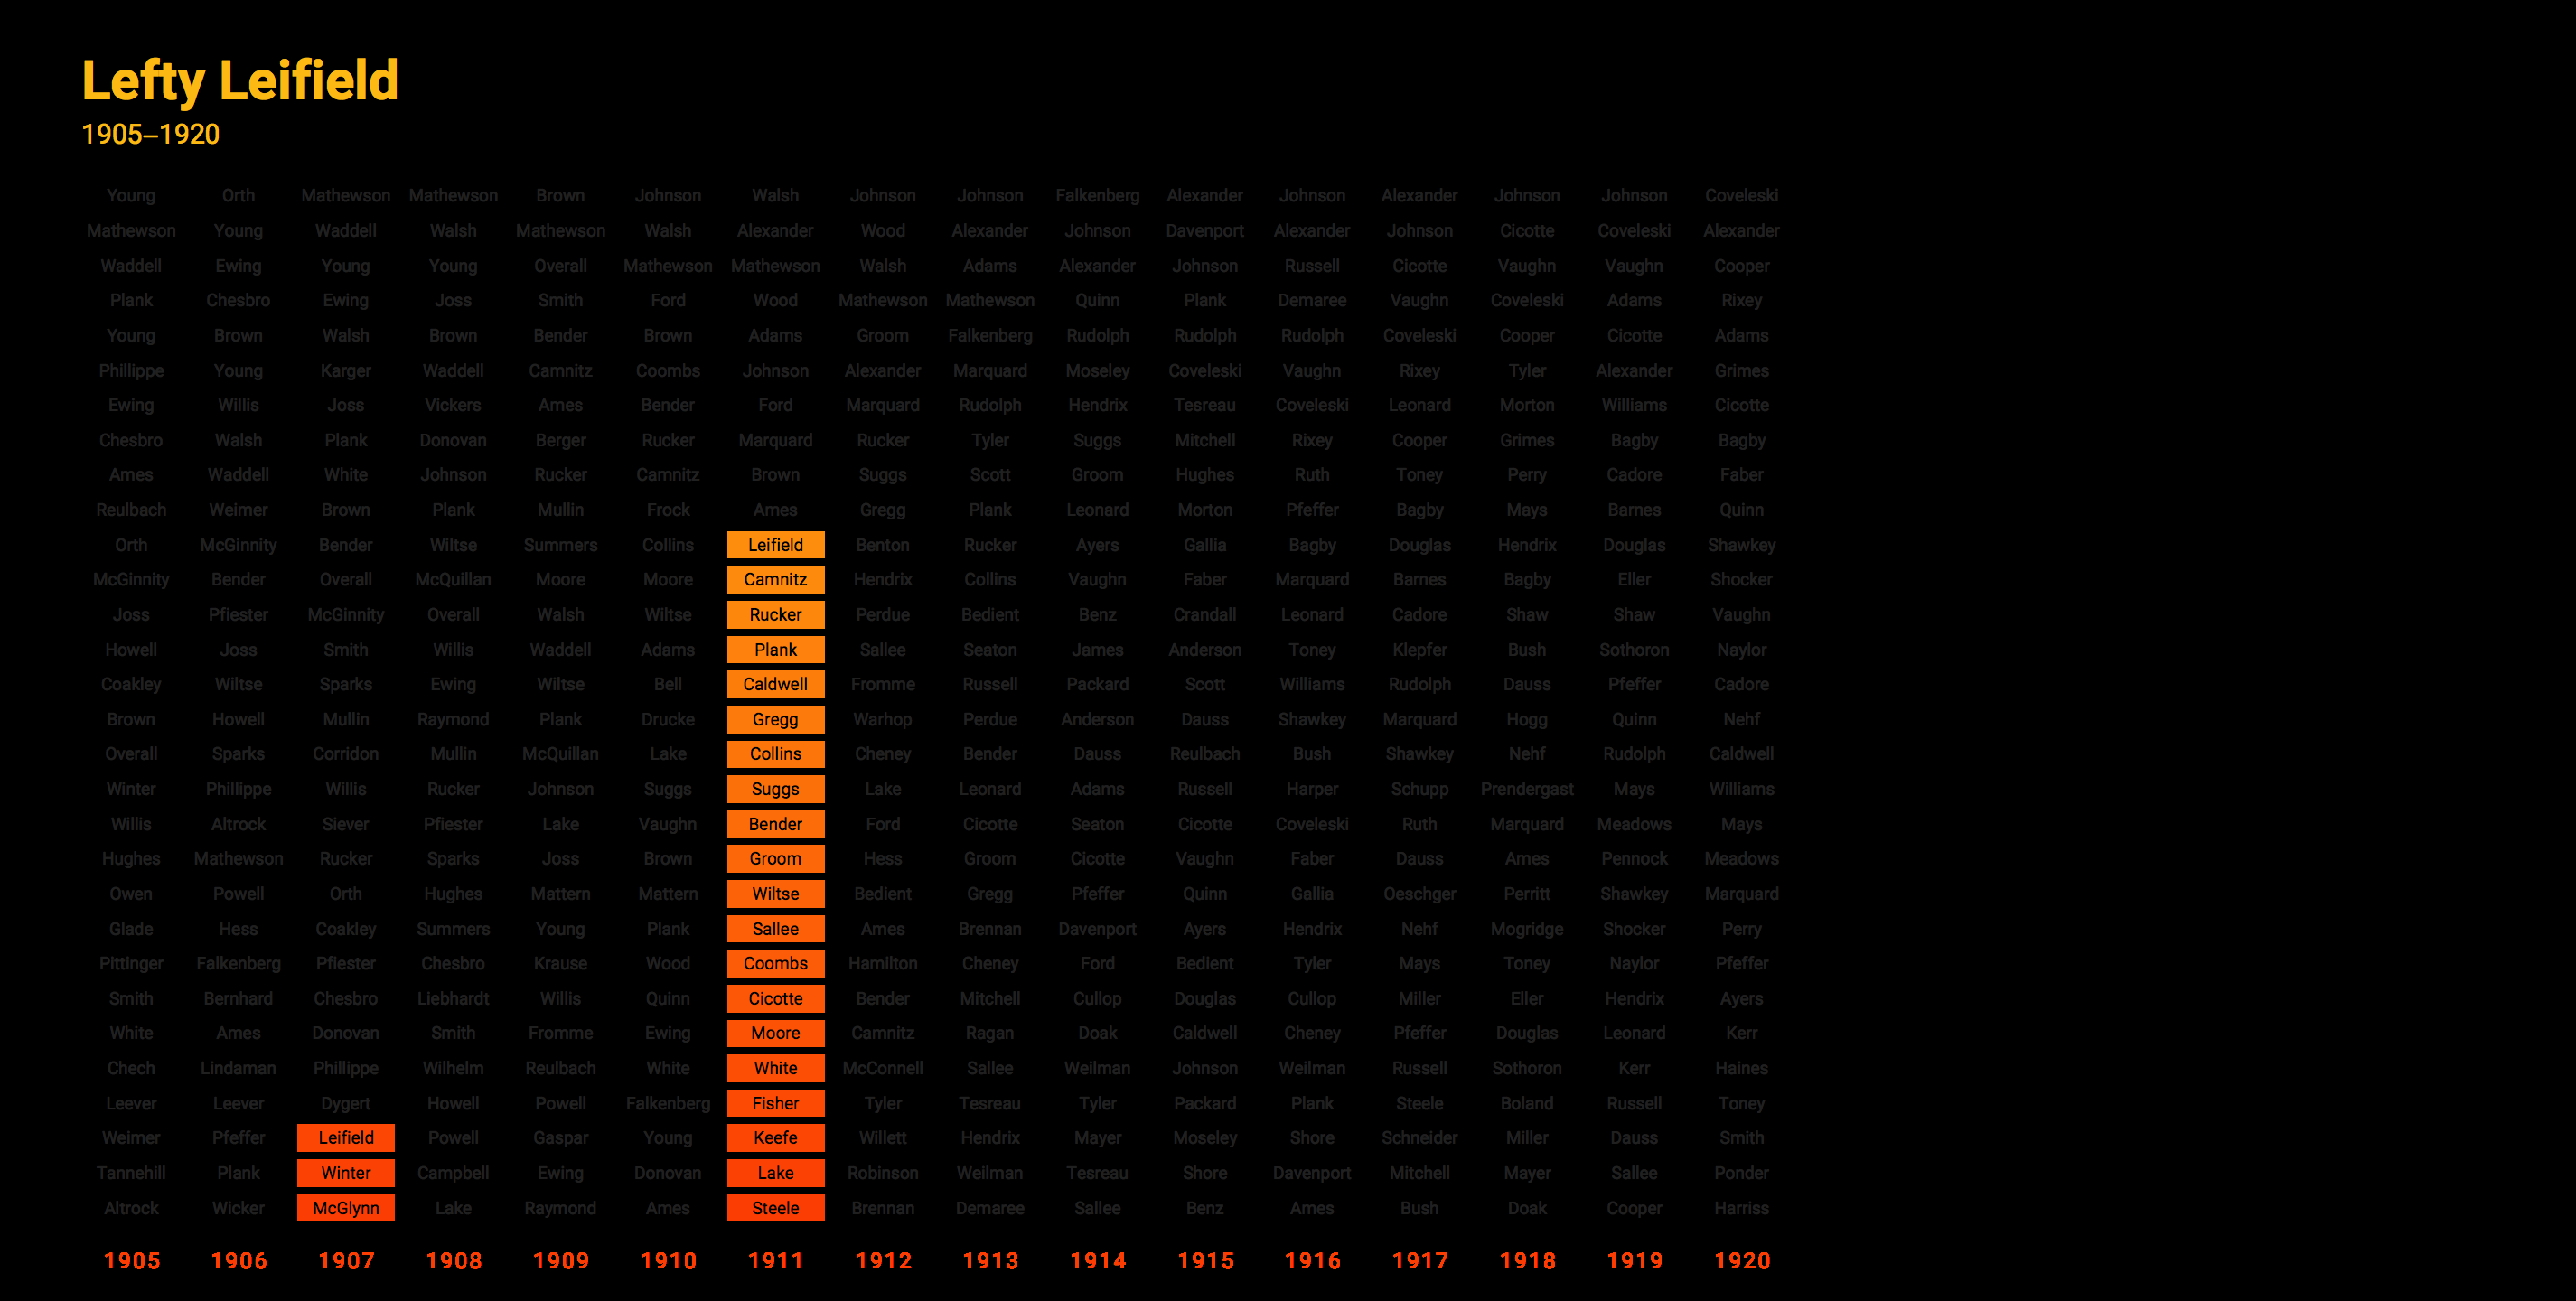 Lefty Leifield
1905–1920
Young Orth Mathewson Mathewson Brown Johnson Walsh Johnson Johnson Falkenberg Alexander Johnson Alexander Johnson Johnson Coveleski
Mathewson Young Waddell Walsh Mathewson Walsh Alexander Wood Alexander Johnson Davenport Alexander Johnson Cicotte Coveleski Alexander
Waddell Ewing Young Young Overall Mathewson Mathewson Walsh Adams Alexander Johnson Russell Cicotte Vaughn Vaughn Cooper
Plank Chesbro Ewing Joss Smith Ford Wood Mathewson Mathewson Quinn Plank Demaree Vaughn Coveleski Adams Rixey
Young Brown Walsh Brown Bender Brown Adams Groom Falkenberg Rudolph Rudolph Rudolph Coveleski Cooper Cicotte Adams
Phillippe Young Karger Waddell Camnitz Coombs Johnson Alexander Marquard Moseley Coveleski Vaughn Rixey Tyler Alexander Grimes
Ewing Willis Joss Vickers Ames Bender Ford Marquard Rudolph Hendrix Tesreau Coveleski Leonard Morton Williams Cicotte
Chesbro Walsh Plank Donovan Berger Rucker Marquard Rucker Tyler Suggs Mitchell Rixey Cooper Grimes Bagby Bagby
Ames Waddell White Johnson Rucker Camnitz Brown Suggs Scott Groom Hughes Ruth Toney Perry Cadore Faber
Reulbach Weimer Brown Plank Mullin Frock Ames Gregg Plank Leonard Morton Pfeffer Bagby Mays Barnes Quinn
Orth McGinnity Bender Wiltse Summers Collins Leifield Benton Rucker Ayers Gallia Bagby Douglas Hendrix Douglas Shawkey
McGinnity Bender Overall McQuillan Moore Moore Camnitz Hendrix Collins Vaughn Faber Marquard Barnes Bagby Eller Shocker
Joss Pfiester McGinnity Overall Walsh Wiltse Rucker Perdue Bedient Benz Crandall Leonard Cadore Shaw Shaw Vaughn
Howell Joss Smith Willis Waddell Adams Plank Sallee Seaton James Anderson Toney Klepfer Bush Sothoron Naylor
Coakley Wiltse Sparks Ewing Wiltse Bell Caldwell Fromme Russell Packard Scott Williams Rudolph Dauss Pfeffer Cadore
Brown Howell Mullin Raymond Plank Drucke Gregg Warhop Perdue Anderson Dauss Shawkey Marquard Hogg Quinn Nehf
Overall Sparks Corridon Mullin McQuillan Lake Collins Cheney Bender Dauss Reulbach Bush Shawkey Nehf Rudolph Caldwell
Winter Phillippe Willis Rucker Johnson Suggs Suggs Lake Leonard Adams Russell Harper Schupp Prendergast Mays Williams
Willis Altrock Siever Pfiester Lake Vaughn Bender Ford Cicotte Seaton Cicotte Coveleski Ruth Marquard Meadows Mays
Hughes Mathewson Rucker Sparks Joss Brown Groom Hess Groom Cicotte Vaughn Faber Dauss Ames Pennock Meadows
Owen Powell Orth Hughes Mattern Mattern Wiltse Bedient Gregg Pfeffer Quinn Gallia Oeschger Perritt Shawkey Marquard
Glade Hess Coakley Summers Young Plank Sallee Ames Brennan Davenport Ayers Hendrix Nehf Mogridge Shocker Perry
Pittinger Falkenberg Pfiester Chesbro Krause Wood Coombs Hamilton Cheney Ford Bedient Tyler Mays Toney Naylor Pfeffer
Smith Bernhard Chesbro Liebhardt Willis Quinn Cicotte Bender Mitchell Cullop Douglas Cullop Miller Eller Hendrix Ayers
White Ames Donovan Smith Fromme Ewing Moore Camnitz Ragan Doak Caldwell Cheney Pfeffer Douglas Leonard Kerr
Chech Lindaman Phillippe Wilhelm Reulbach White White McConnell Sallee Weilman Johnson Weilman Russell Sothoron Kerr Haines
Leever Leever Dygert Howell Powell Falkenberg Fisher Tyler Tesreau Tyler Packard Plank Steele Boland Russell Toney
Weimer Pfeffer Leifield Powell Gaspar Young Keefe Willett Hendrix Mayer Moseley Shore Schneider Miller Dauss Smith
Tannehill Plank Winter Campbell Ewing Donovan Lake Robinson Weilman Tesreau Shore Davenport Mitchell Mayer Sallee Ponder
Altrock Wicker McGlynn Lake Raymond Ames Steele Brennan Demaree Sallee Benz Ames Bush Doak Cooper Harriss
1905 1906 1907 1908 1909 1910 1911 1912 1913 1914 1915 1916 1917 1918 1919 1920